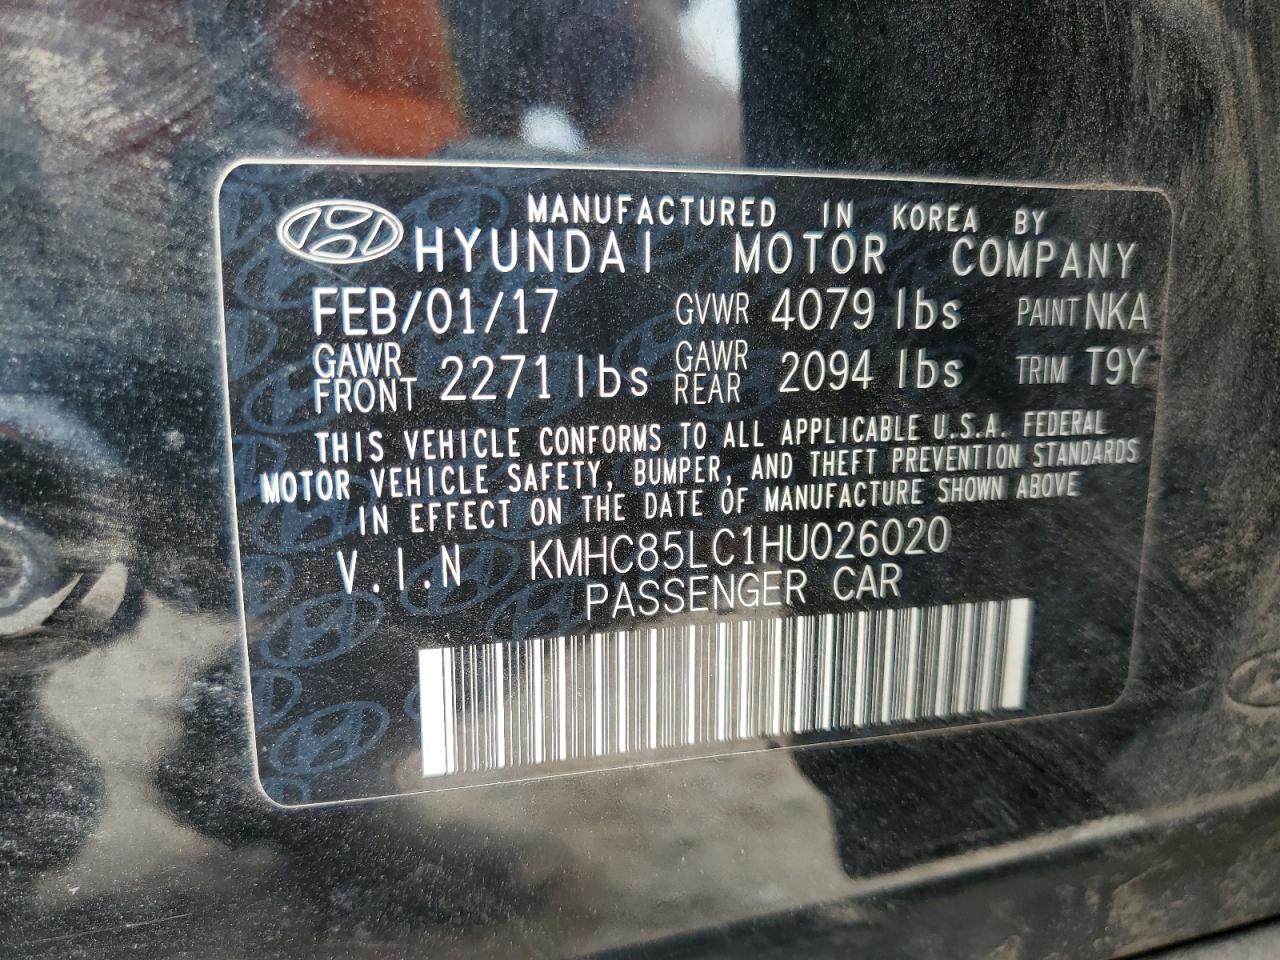 MANUFACTURED IN KOREA BY
HYUNDAI MOTOR COMPANY
FEB/01/17 GVWR 4079 lbs PAINT NKA
GAWR FRONT 2271 lbs GAWR REAR 2094 lbs TRIM T9Y
THIS VEHICLE CONFORMS TO ALL APPLICABLE U.S.A. FEDERAL
MOTOR VEHICLE SAFETY, BUMPER, AND THEFT PREVENTION STANDARDS
IN EFFECT ON THE DATE OF MANUFACTURE SHOWN ABOVE
V.I.N KMHC85LC1HU026020
PASSENGER CAR